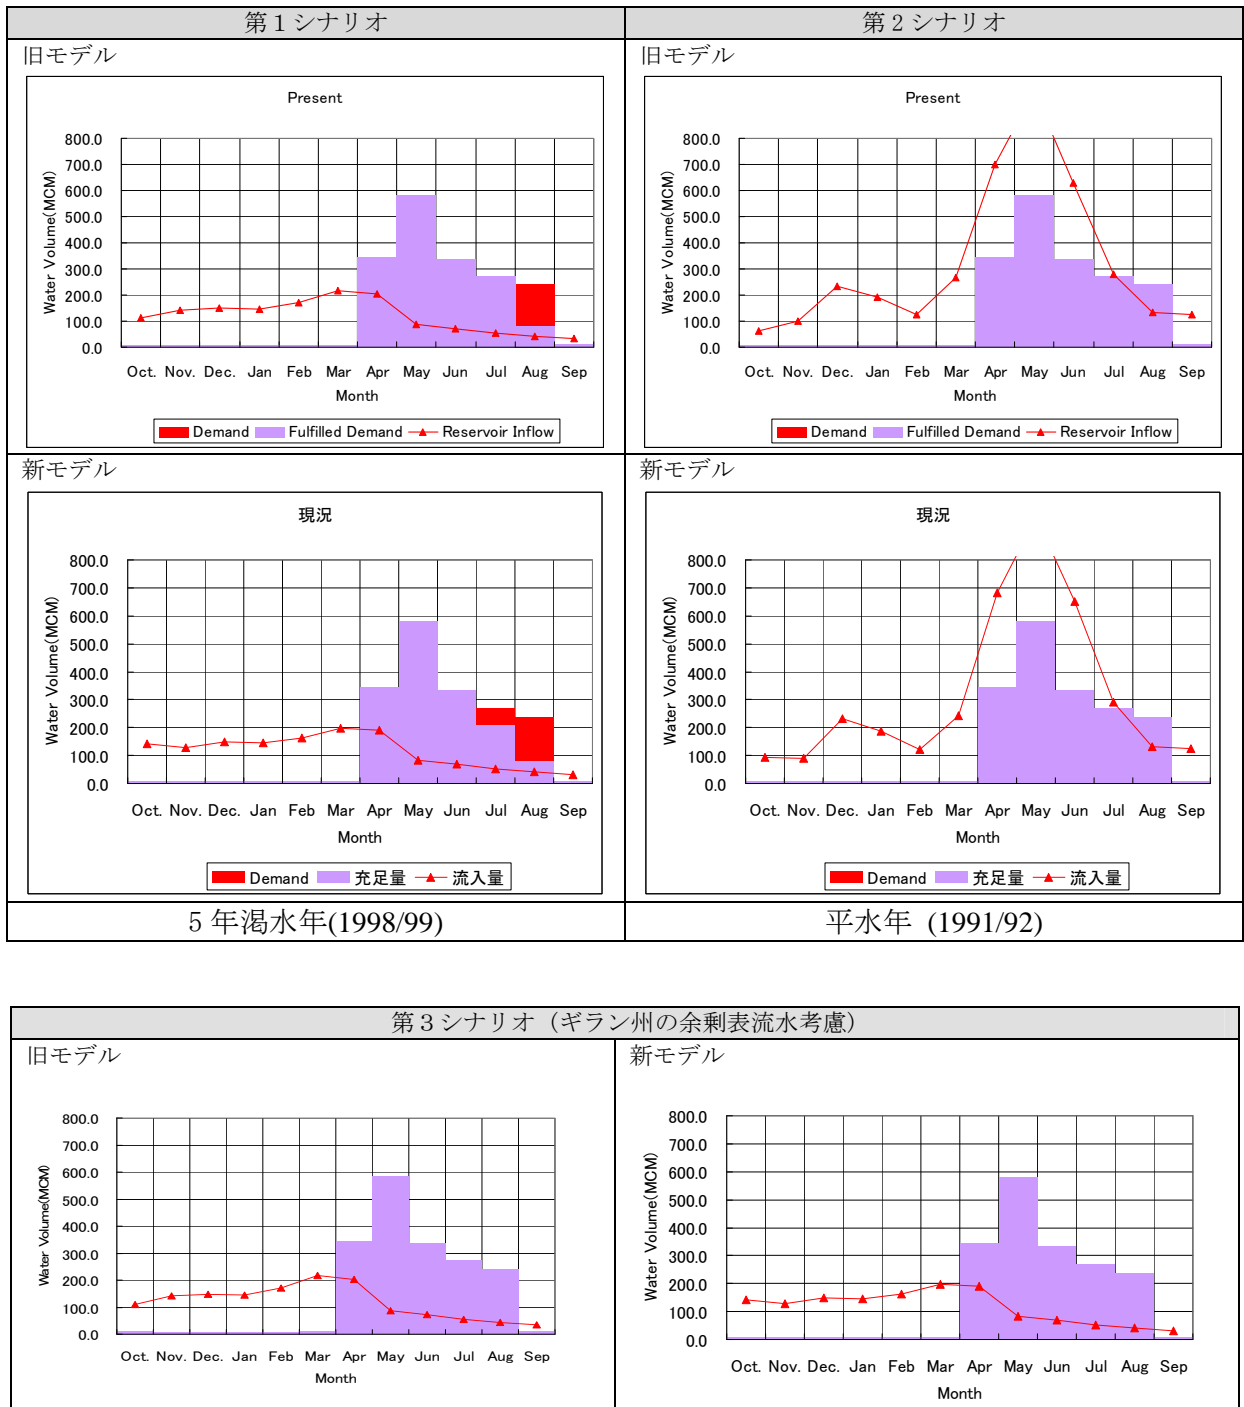 第１シナリオ
第２シナリオ
旧モデル
Present
800.0
700.0
600.0
500.0
400.0
300.0
200.0
100.0
0.0
Water Volume(MCM)
Oct. Nov. Dec. Jan Feb Mar Apr May Jun Jul Aug Sep
Month
Demand Fulfilled Demand Reservoir Inflow
旧モデル
Present
800.0
700.0
600.0
500.0
400.0
300.0
200.0
100.0
0.0
Water Volume(MCM)
Oct. Nov. Dec. Jan Feb Mar Apr May Jun Jul Aug Sep
Month
Demand Fulfilled Demand Reservoir Inflow
新モデル
現況
800.0
700.0
600.0
500.0
400.0
300.0
200.0
100.0
0.0
Water Volume(MCM)
Oct. Nov. Dec. Jan Feb Mar Apr May Jun Jul Aug Sep
Month
Demand 充足量 流入量
新モデル
現況
800.0
700.0
600.0
500.0
400.0
300.0
200.0
100.0
0.0
Water Volume(MCM)
Oct. Nov. Dec. Jan Feb Mar Apr May Jun Jul Aug Sep
Month
Demand 充足量 流入量
５年渇水年(1998/99)
平水年 (1991/92)
第３シナリオ（ギラン州の余剰表流水考慮）
旧モデル
800.0
700.0
600.0
500.0
400.0
300.0
200.0
100.0
0.0
Water Volume(MCM)
Oct. Nov. Dec. Jan Feb Mar Apr May Jun Jul Aug Sep
Month
新モデル
800.0
700.0
600.0
500.0
400.0
300.0
200.0
100.0
0.0
Water Volume(MCM)
Oct. Nov. Dec. Jan Feb Mar Apr May Jun Jul Aug Sep
Month